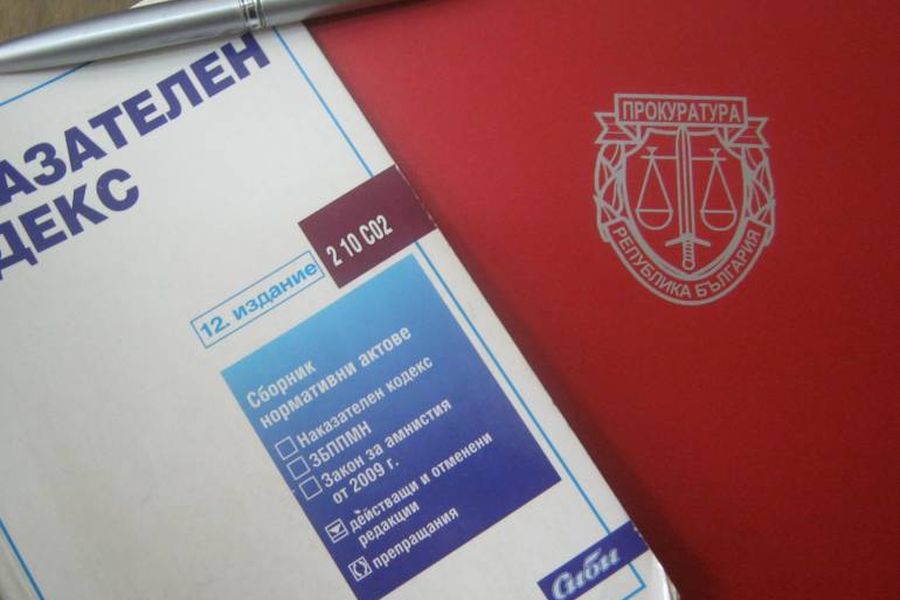 АЗАТЕЛЕН
ДЕКС
2 10 C02
12. издание
Сборник
нормативни актове
Наказателен кодекс
ЗБППМН
Закон за амнистия
от 2009 г.
действащи и отменени
редакции
препращания
Сиби
ПРОКУРАТУРА
РЕПУБЛИКА БЪЛГАРИЯ